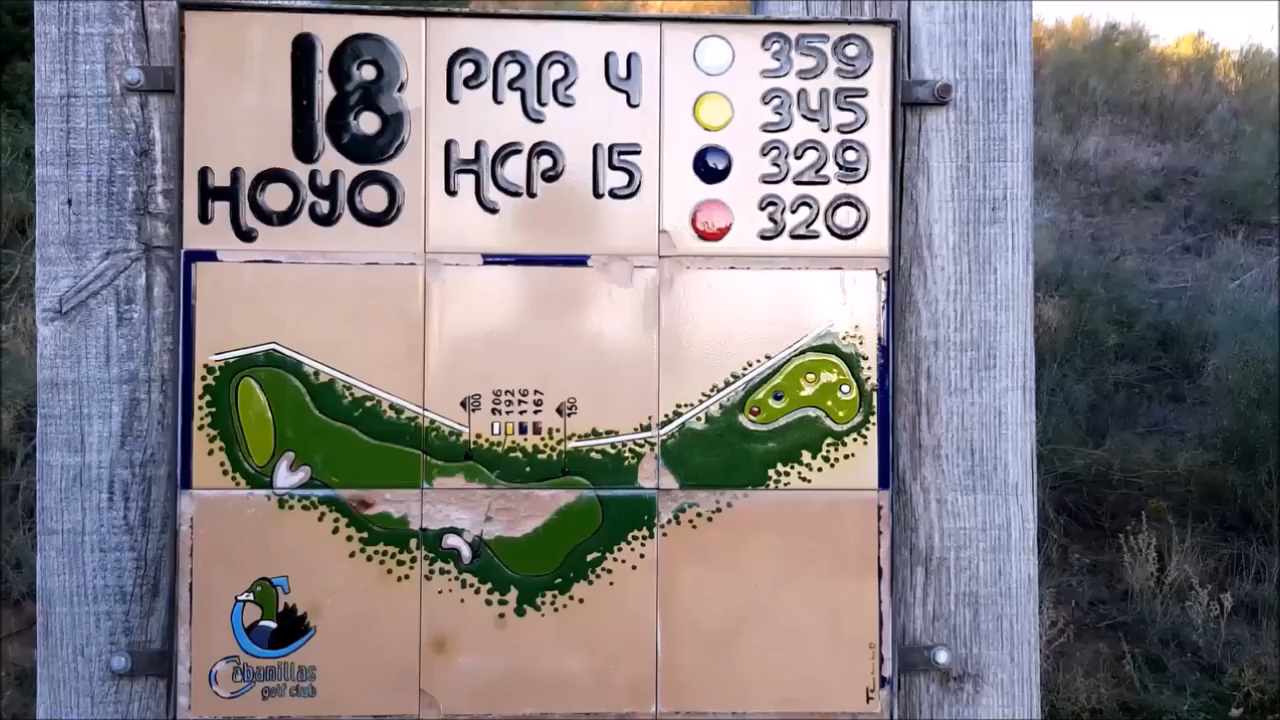 18
HOYO
PAR 4
HCP 15
359
345
329
320
100
206
192
176
167
150
Cabanillas
golf club